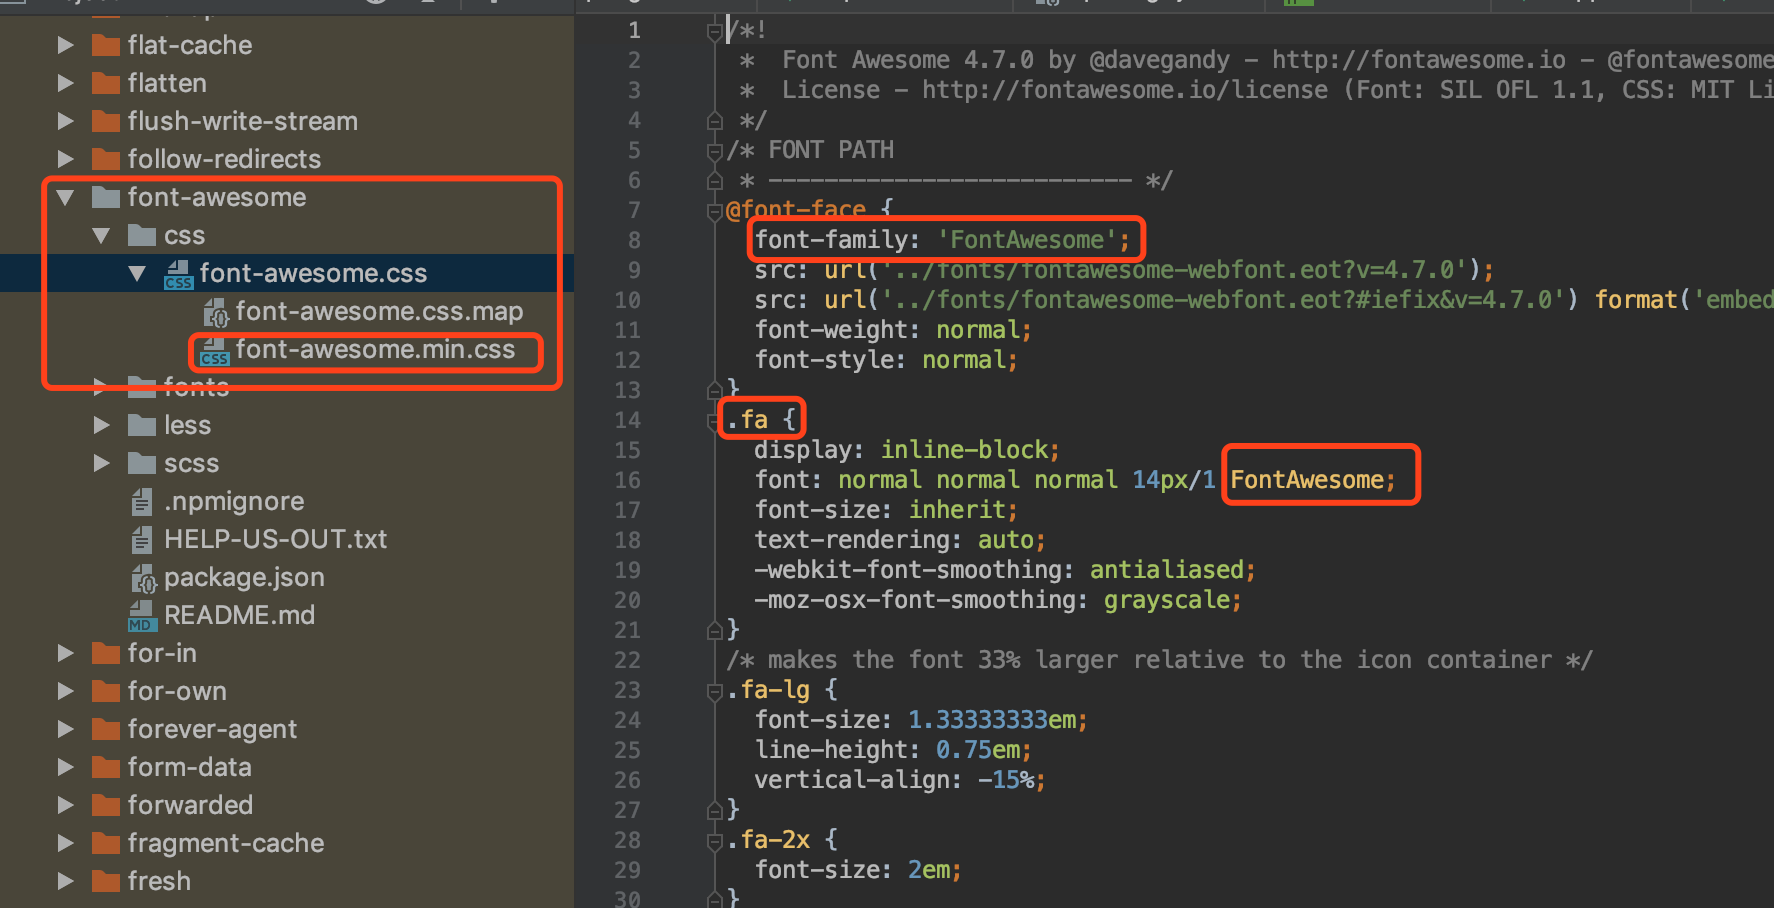 flat-cache
flatten
flush-write-stream
follow-redirects
font-awesome
css
font-awesome.css
font-awesome.css.map
font-awesome.min.css
fonts
less
scss
.npmignore
HELP-US-OUT.txt
package.json
README.md
for-in
for-own
forever-agent
form-data
forwarded
fragment-cache
fresh
1 /*!
2  *  Font Awesome 4.7.0 by @davegandy - http://fontawesome.io - @fontawesome
3  *  License - http://fontawesome.io/license (Font: SIL OFL 1.1, CSS: MIT Li
4  */
5 /* FONT PATH
6  * -------------------------- */
7 @font-face {
8   font-family: 'FontAwesome';
9   src: url('../fonts/fontawesome-webfont.eot?v=4.7.0');
10   src: url('../fonts/fontawesome-webfont.eot?#iefix&v=4.7.0') format('embed
11   font-weight: normal;
12   font-style: normal;
13 }
14 .fa {
15   display: inline-block;
16   font: normal normal normal 14px/1 FontAwesome;
17   font-size: inherit;
18   text-rendering: auto;
19   -webkit-font-smoothing: antialiased;
20   -moz-osx-font-smoothing: grayscale;
21 }
22 /* makes the font 33% larger relative to the icon container */
23 .fa-lg {
24   font-size: 1.33333333em;
25   line-height: 0.75em;
26   vertical-align: -15%;
27 }
28 .fa-2x {
29   font-size: 2em;
30 }